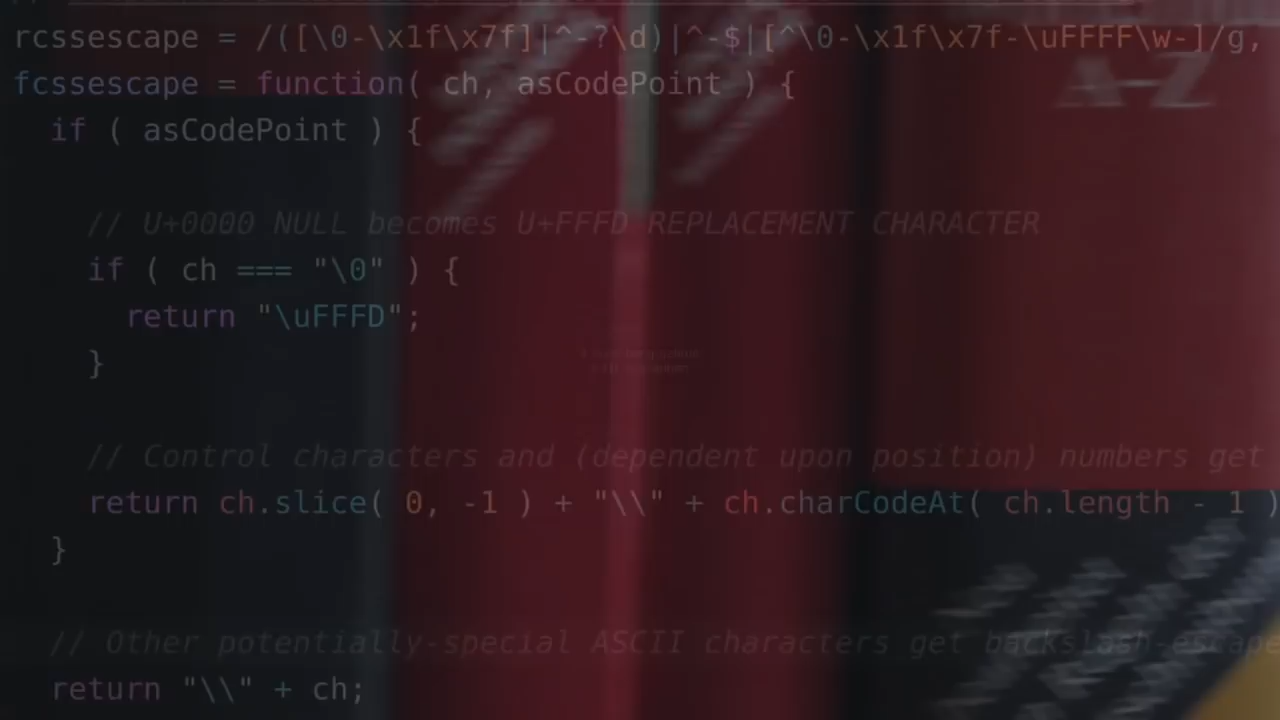 rcssescape = /([\0-\x1f\x7f]|^-?\d)|^-$|[^\0-\x1f\x7f-\uFFFF\w-]/g,
fcssescape = function( ch, asCodePoint ) {
A-Z
if ( asCodePoint ) {
// U+0000 NULL becomes U+FFFD REPLACEMENT CHARACTER
if ( ch === "\0" ) {
return "\uFFFD";
}
// Control characters and (dependent upon position) numbers get
return ch.slice( 0, -1 ) + "\\" + ch.charCodeAt( ch.length - 1 )
}
// Other potentially-special ASCII characters get backslash-escape
return "\\" + ch;